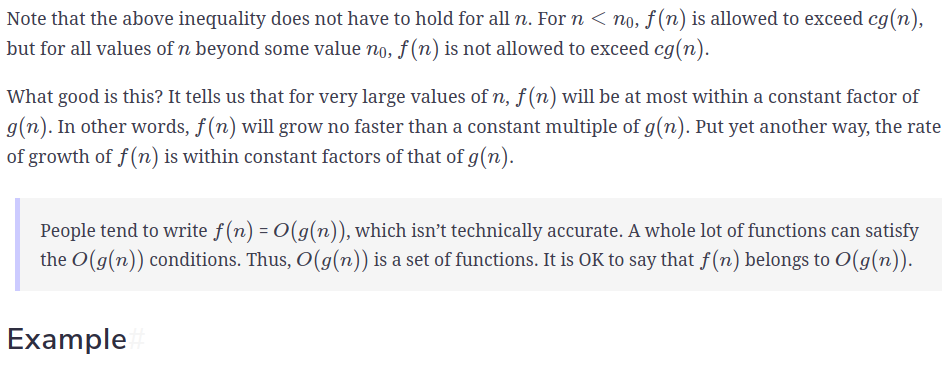 Note that the above inequality does not have to hold for all n. For n < n₀, f(n) is allowed to exceed cg(n),
but for all values of n beyond some value n₀, f(n) is not allowed to exceed cg(n).
What good is this? It tells us that for very large values of n, f(n) will be at most within a constant factor of
g(n). In other words, f(n) will grow no faster than a constant multiple of g(n). Put yet another way, the rate
of growth of f(n) is within constant factors of that of g(n).
People tend to write f(n) = O(g(n)), which isn’t technically accurate. A whole lot of functions can satisfy
the O(g(n)) conditions. Thus, O(g(n)) is a set of functions. It is OK to say that f(n) belongs to O(g(n)).
Example#